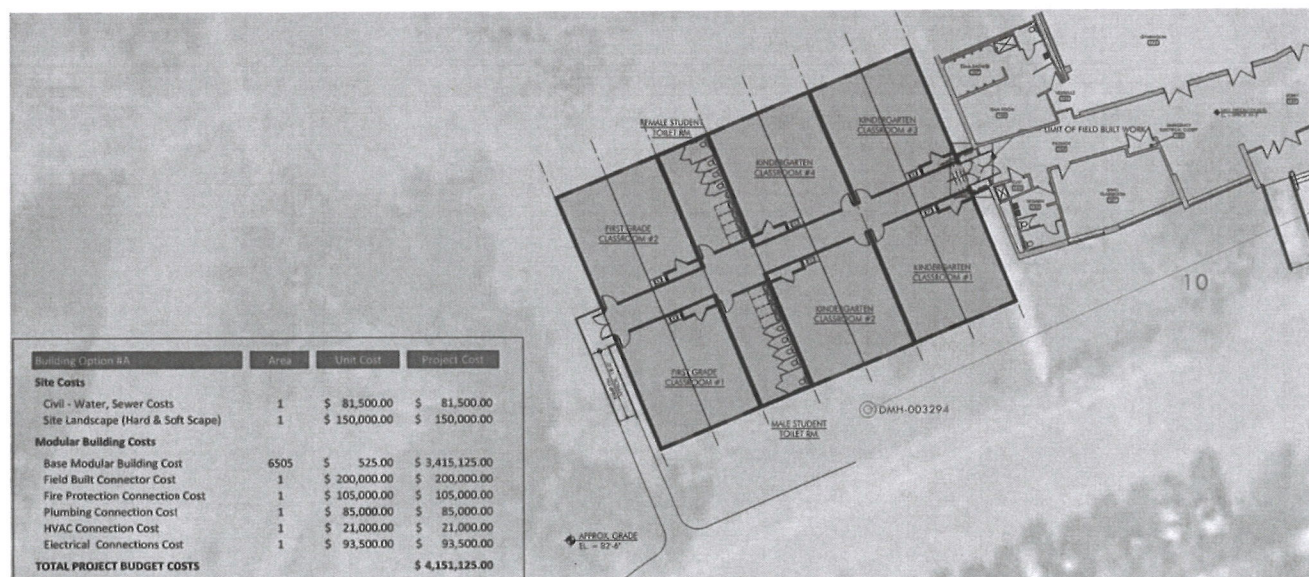 FEMALE STUDENT
TOILET RM.
KINDERGARTEN
CLASSROOM #3
KINDERGARTEN
CLASSROOM #4
FIRST GRADE
CLASSROOM #2
LIMIT OF FIELD BUILT WORK
KINDERGARTEN
CLASSROOM #1
KINDERGARTEN
CLASSROOM #2
FIRST GRADE
CLASSROOM #1
MALE STUDENT
TOILET RM.
10
DMH-003294
APPROX. GRADE
EL. ~ 82'-6"
Building Option #A Area Unit Cost Project Cost
Site Costs
Civil - Water, Sewer Costs 1 $ 81,500.00 $ 81,500.00
Site Landscape (Hard & Soft Scape) 1 $ 150,000.00 $ 150,000.00
Modular Building Costs
Base Modular Building Cost 6505 $ 525.00 $ 3,415,125.00
Field Built Connector Cost 1 $ 200,000.00 $ 200,000.00
Fire Protection Connection Cost 1 $ 105,000.00 $ 105,000.00
Plumbing Connection Cost 1 $ 85,000.00 $ 85,000.00
HVAC Connection Cost 1 $ 21,000.00 $ 21,000.00
Electrical Connections Cost 1 $ 93,500.00 $ 93,500.00
TOTAL PROJECT BUDGET COSTS $ 4,151,125.00